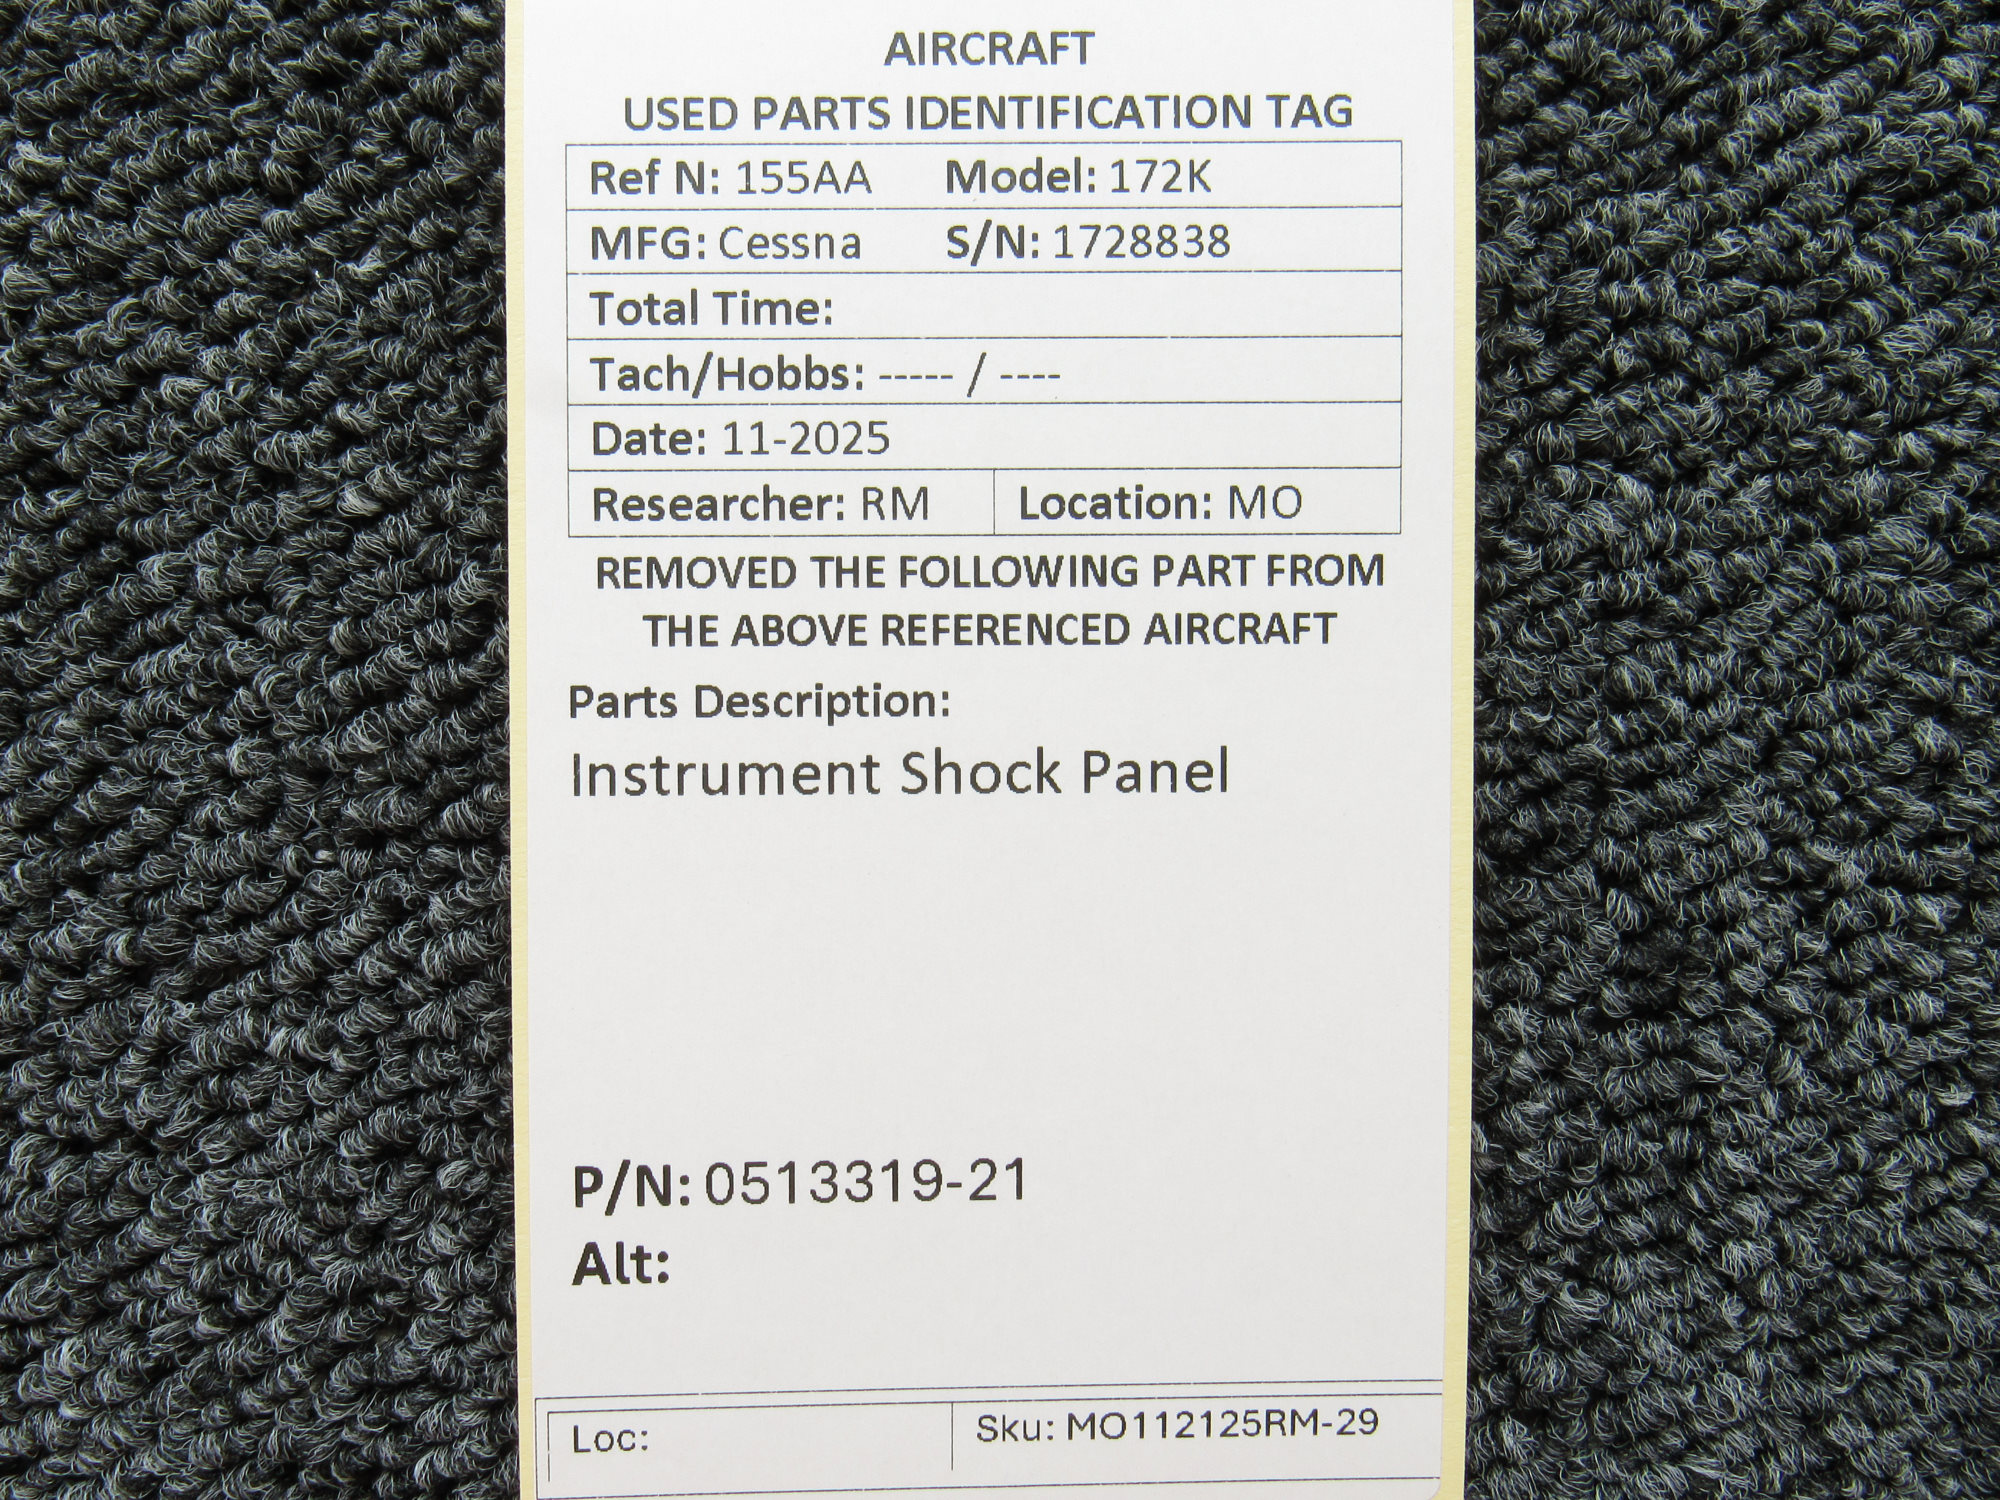 AIRCRAFT
USED PARTS IDENTIFICATION TAG
Ref N: 155AA Model: 172K
MFG: Cessna S/N: 1728838
Total Time:
Tach/Hobbs: ----- / ----
Date: 11-2025
Researcher: RM Location: MO
REMOVED THE FOLLOWING PART FROM
THE ABOVE REFERENCED AIRCRAFT
Parts Description:
Instrument Shock Panel
P/N: 0513319-21
Alt:
Loc: Sku: MO112125RM-29